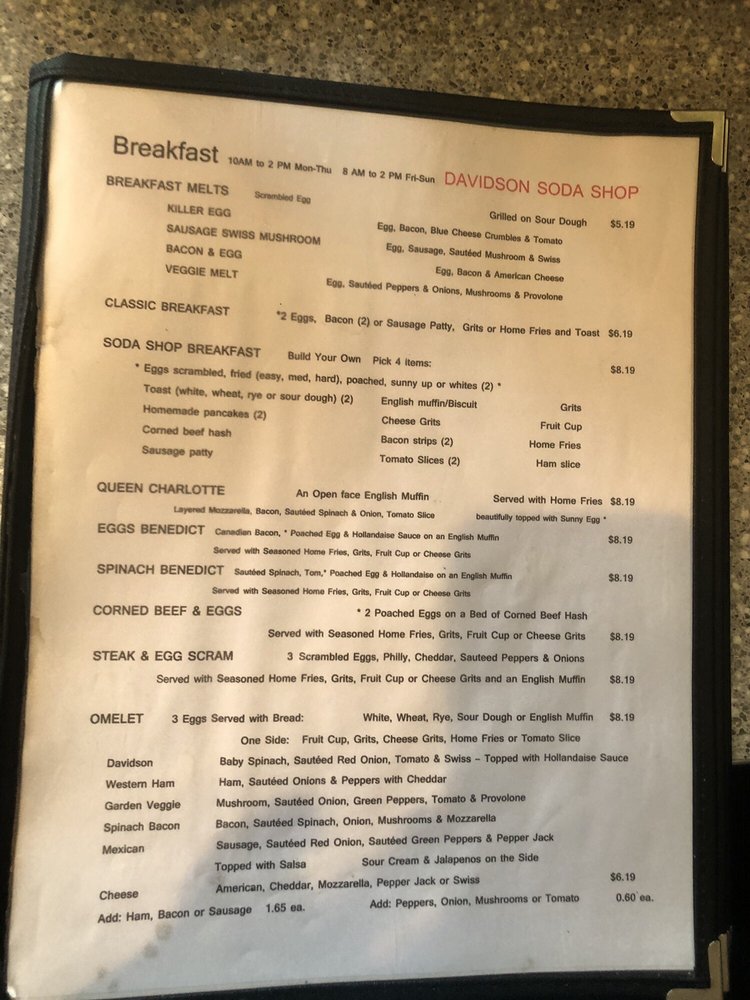 Breakfast 10AM to 2 PM Mon-Thu 8 AM to 2 PM Fri-Sun DAVIDSON SODA SHOP
BREAKFAST MELTS Scrambled Egg Grilled on Sour Dough $5.19
KILLER EGG Egg, Bacon, Blue Cheese Crumbles & Tomato
SAUSAGE SWISS MUSHROOM Egg, Sausage, Sautéed Mushroom & Swiss
BACON & EGG Egg, Bacon & American Cheese
VEGGIE MELT Egg, Sautéed Peppers & Onions, Mushrooms & Provolone
CLASSIC BREAKFAST *2 Eggs, Bacon (2) or Sausage Patty, Grits or Home Fries and Toast $6.19
SODA SHOP BREAKFAST Build Your Own Pick 4 items: $8.19
* Eggs scrambled, fried (easy, med, hard), poached, sunny up or whites (2) *
Toast (white, wheat, rye or sour dough) (2) English muffin/Biscuit Grits
Homemade pancakes (2) Cheese Grits Fruit Cup
Corned beef hash Bacon strips (2) Home Fries
Sausage patty Tomato Slices (2) Ham slice
QUEEN CHARLOTTE An Open face English Muffin Served with Home Fries $8.19
Layered Mozzarella, Bacon, Sautéed Spinach & Onion, Tomato Slice beautifully topped with Sunny Egg *
EGGS BENEDICT Canadian Bacon, * Poached Egg & Hollandaise Sauce on an English Muffin $8.19
Served with Seasoned Home Fries, Grits, Fruit Cup or Cheese Grits
SPINACH BENEDICT Sautéed Spinach, Tom,* Poached Egg & Hollandaise on an English Muffin $8.19
Served with Seasoned Home Fries, Grits, Fruit Cup or Cheese Grits
CORNED BEEF & EGGS * 2 Poached Eggs on a Bed of Corned Beef Hash
Served with Seasoned Home Fries, Grits, Fruit Cup or Cheese Grits $8.19
STEAK & EGG SCRAM 3 Scrambled Eggs, Philly, Cheddar, Sauteed Peppers & Onions
Served with Seasoned Home Fries, Grits, Fruit Cup or Cheese Grits and an English Muffin $8.19
OMELET 3 Eggs Served with Bread: White, Wheat, Rye, Sour Dough or English Muffin $8.19
One Side: Fruit Cup, Grits, Cheese Grits, Home Fries or Tomato Slice
Davidson Baby Spinach, Sautéed Red Onion, Tomato & Swiss – Topped with Hollandaise Sauce
Western Ham Ham, Sautéed Onions & Peppers with Cheddar
Garden Veggie Mushroom, Sautéed Onion, Green Peppers, Tomato & Provolone
Spinach Bacon Bacon, Sautéed Spinach, Onion, Mushrooms & Mozzarella
Mexican Sausage, Sautéed Red Onion, Sautéed Green Peppers & Pepper Jack
Topped with Salsa Sour Cream & Jalapenos on the Side
Cheese American, Cheddar, Mozzarella, Pepper Jack or Swiss $6.19
Add: Ham, Bacon or Sausage 1.65 ea. Add: Peppers, Onion, Mushrooms or Tomato 0.60 ea.